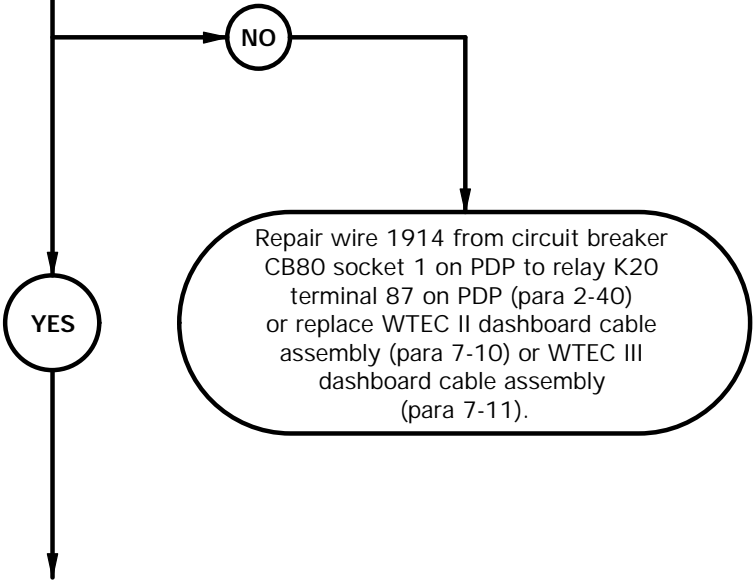 NO
Repair wire 1914 from circuit breaker
CB80 socket 1 on PDP to relay K20
terminal 87 on PDP (para 2-40)
or replace WTEC II dashboard cable
assembly (para 7-10) or WTEC III
dashboard cable assembly
(para 7-11).
YES